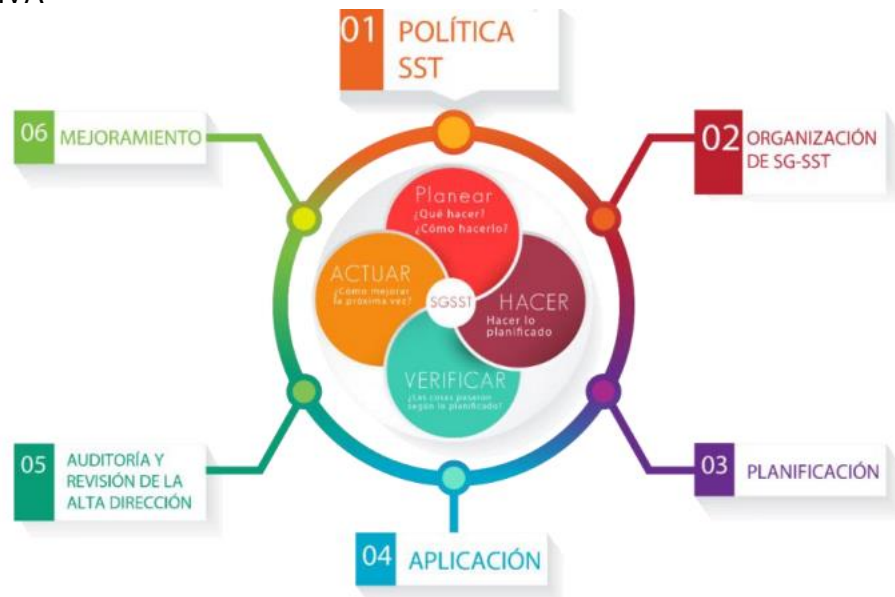 01 POLÍTICA
SST
06 MEJORAMIENTO
02 ORGANIZACIÓN
DE SG-SST
Planear
¿Qué hacer?
¿Cómo hacerlo?
ACTUAR
¿Cómo mejorar
la próxima vez?
SGSST
HACER
Hacer lo
planificado
VERIFICAR
¿Las cosas pasaron
según lo planificado?
05 AUDITORÍA Y
REVISIÓN DE LA
ALTA DIRECCIÓN
03 PLANIFICACIÓN
04 APLICACIÓN